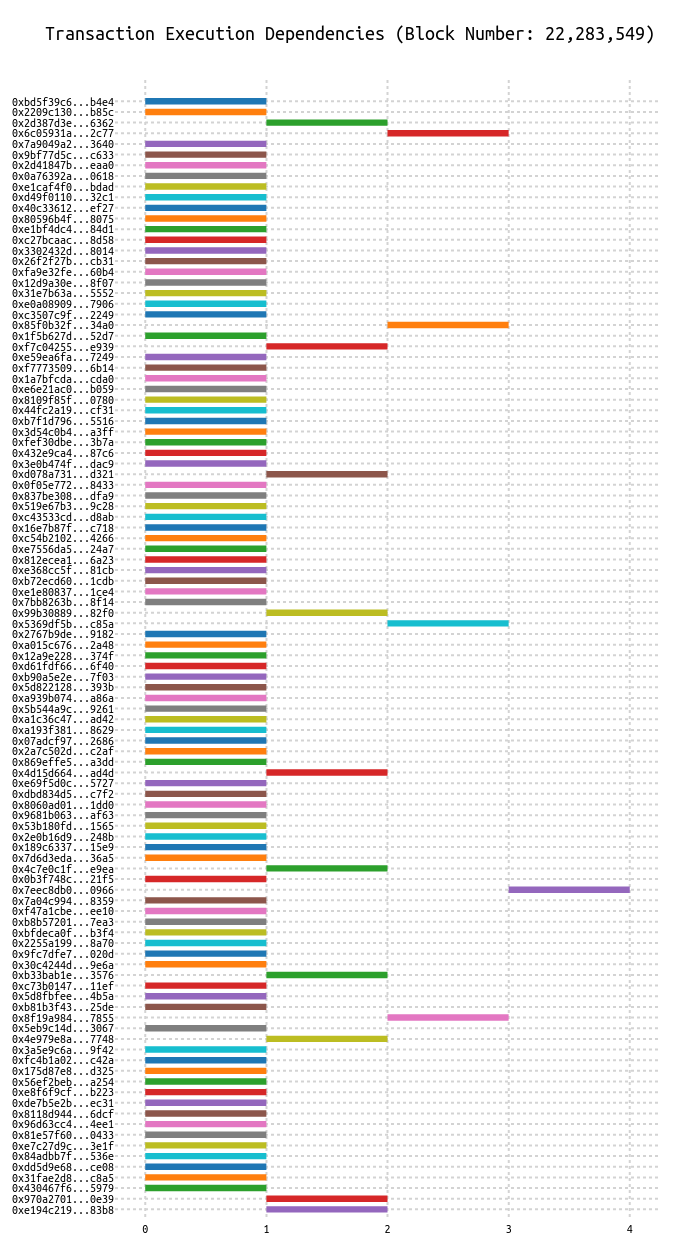 Transaction Execution Dependencies (Block Number: 22,283,549)
0xbd5f39c6...b4e4
0x2209c130...b85c
0x2d387d3e...6362
0x6c05931a...2c77
0x7a9049a2...3640
0x9bf77d5c...c633
0x2d41847b...eaa0
0x0a76392a...0618
0xe1caf4f0...bdad
0xd49f0110...32c1
0x40c33612...ef27
0x80596b4f...8075
0xe1bf4dc4...84d1
0xc27bcaac...8d58
0x3302432d...8014
0x26f2f27b...cb31
0xfa9e32fe...60b4
0x12d9a30e...8f07
0x31e7b63a...5552
0xe0a08909...7906
0xc3507c9f...2249
0x85f0b32f...34a0
0x1f5b627d...52d7
0xf7c04255...e939
0xe59ea6fa...7249
0xf7773509...6b14
0x1a7bfcda...cda0
0xe6e21ac0...b059
0x8109f85f...0780
0x44fc2a19...cf31
0xb7f1d796...5516
0x3d54c0b4...a3ff
0xfef30dbe...3b7a
0x432e9ca4...87c6
0x3e0b474f...dac9
0xd078a731...d321
0x0f05e772...8433
0x837be308...dfa9
0x519e67b3...9c28
0xc43533cd...d8ab
0x16e7b87f...c718
0xc54b2102...4266
0xe7556da5...24a7
0x812ecea1...6a23
0xe368cc5f...81cb
0xb72ecd60...1cdb
0xe1e80837...1ce4
0x7bb8263b...8f14
0x99b30889...82f0
0x5369df5b...c85a
0x2767b9de...9182
0xa015c676...2a48
0x12a9e228...374f
0xd61fdf66...6f40
0xb90a5e2e...7f03
0x5d822128...393b
0xa939b074...a86a
0x5b544a9c...9261
0xa1c36c47...ad42
0xa193f381...8629
0x07adcf97...2686
0x2a7c502d...c2af
0x869effe5...a3dd
0x4d15d664...ad4d
0xe69f5d0c...5727
0xdbd834d5...c7f2
0x8060ad01...1dd0
0x9681b063...af63
0x53b180fd...1565
0x2e0b16d9...248b
0x189c6337...15e9
0x7d6d3eda...36a5
0x4c7e0c1f...e9ea
0x0b3f748c...21f5
0x7eec8db0...0966
0x7a04c994...8359
0xf47a1cbe...ee10
0xb8b57201...7ea3
0xbfdeca0f...b3f4
0x2255a199...8a70
0x9fc7dfe7...020d
0x30c4244d...9e6a
0xb33bab1e...3576
0xc73b0147...11ef
0x5d8fbfee...4b5a
0xb81b3f43...25de
0x8f19a984...7855
0x5eb9c14d...3067
0x4e979e8a...7748
0x3a5e9c6a...9f42
0xfc4b1a02...c42a
0x175d87e8...d325
0x56ef2beb...a254
0xe8f6f9cf...b223
0xde7b5e2b...ec31
0x8118d944...6dcf
0x96d63cc4...4ee1
0x81e57f60...0433
0xe7c27d9c...3e1f
0x84adbb7f...536e
0xdd5d9e68...ce08
0x31fae2d8...c8a5
0x430467f6...5979
0x970a2701...0e39
0xe194c219...83b8
0 1 2 3 4